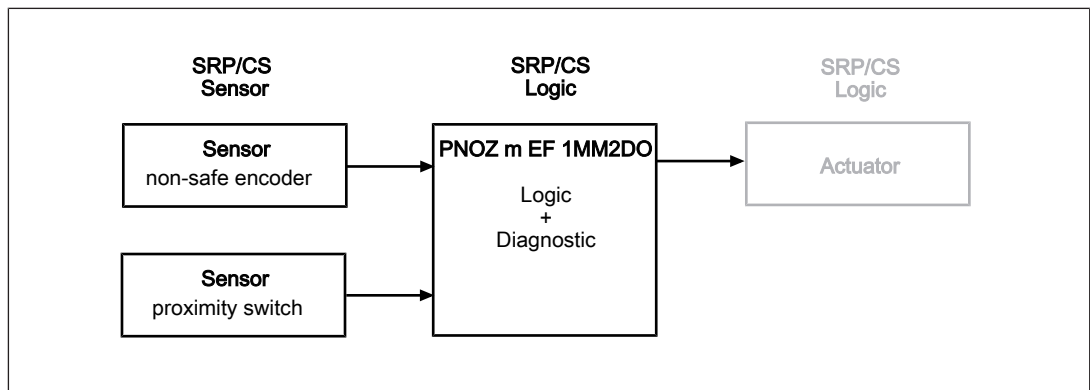 SRP/CS
Sensor
SRP/CS
Logic
SRP/CS
Logic
Sensor
non-safe encoder
PNOZ m EF 1MM2DO
Logic
+
Diagnostic
Actuator
Sensor
proximity switch